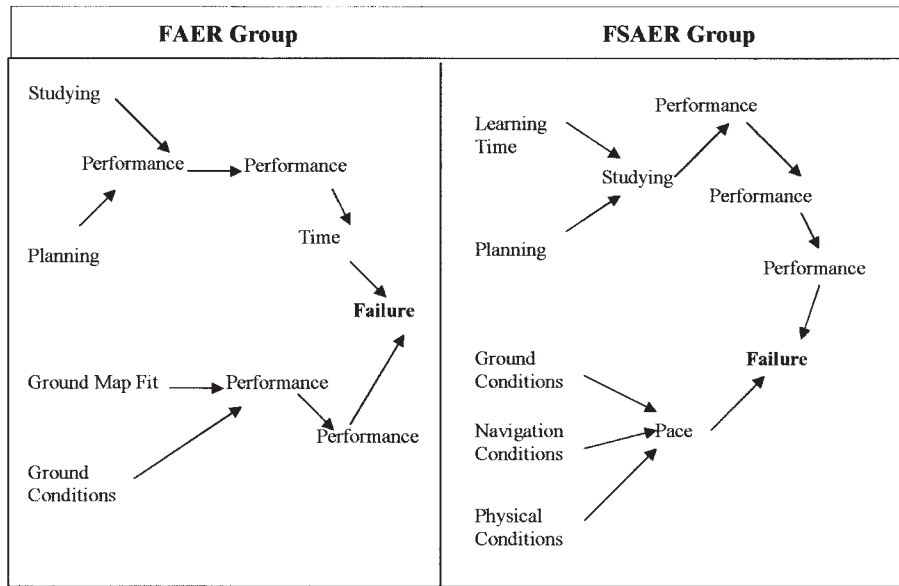 FAER Group
FSAER Group
Studying
Performance
Performance
Planning
Time
Failure
Ground Map Fit
Performance
Performance
Ground
Conditions
Performance
Learning
Time
Studying
Performance
Planning
Performance
Ground
Conditions
Failure
Navigation
Conditions
Pace
Physical
Conditions